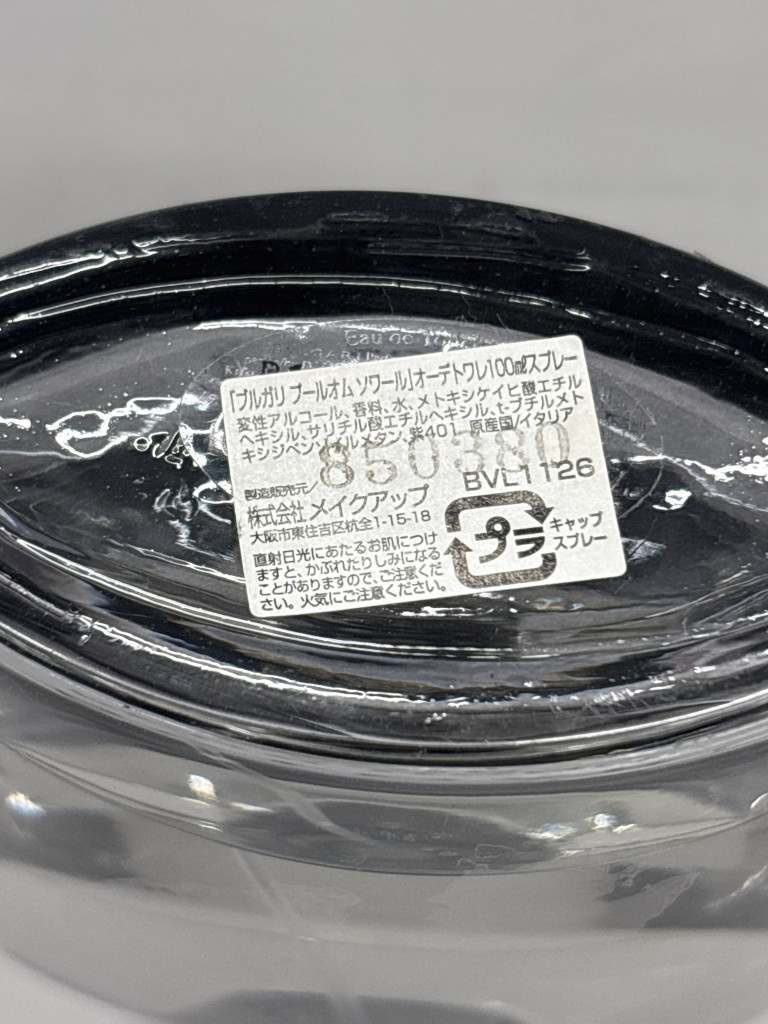 Eau de
「ブルガリ プールオム ソワール」オーデトワレ100mlスプレー
変性アルコール、香料、水、メトキシケイヒ酸エチル
ヘキシル、サリチル酸エチルヘキシル、t-ブチルメト
キシジベンゾイルメタン、紫401 原産国/イタリア
850380
BVL1126
製造販売元/
株式会社 メイクアップ
大阪市東住吉区杭全1-15-18
プラ
キャップ
スプレー
直射日光にあたるお肌につけ
ますと、かぶれたりしみになる
ことがありますので、ご注意くだ
さい。火気にご注意ください。